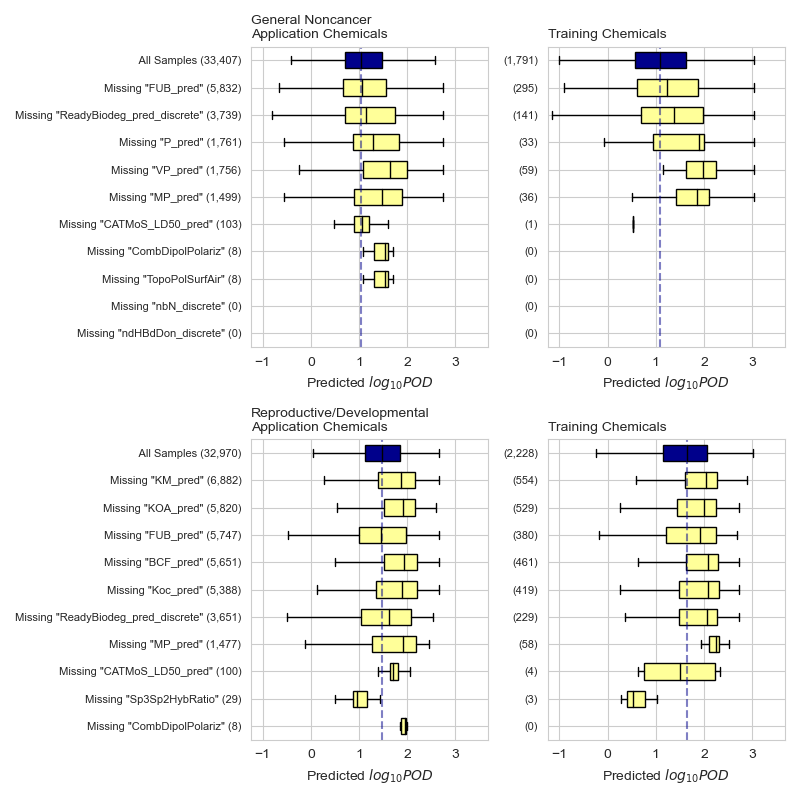 General Noncancer
Application Chemicals
All Samples (33,407)
Missing "FUB_pred" (5,832)
Missing "ReadyBiodeg_pred_discrete" (3,739)
Missing "P_pred" (1,761)
Missing "VP_pred" (1,756)
Missing "MP_pred" (1,499)
Missing "CATMoS_LD50_pred" (103)
Missing "CombDipolPolariz" (8)
Missing "TopoPolSurfAir" (8)
Missing "nbN_discrete" (0)
Missing "ndHBdDon_discrete" (0)
−1 0 1 2 3
Predicted log10POD
Training Chemicals
(1,791)
(295)
(141)
(33)
(59)
(36)
(1)
(0)
(0)
(0)
(0)
−1 0 1 2 3
Predicted log10POD
Reproductive/Developmental
Application Chemicals
All Samples (32,970)
Missing "KM_pred" (6,882)
Missing "KOA_pred" (5,820)
Missing "FUB_pred" (5,747)
Missing "BCF_pred" (5,651)
Missing "Koc_pred" (5,388)
Missing "ReadyBiodeg_pred_discrete" (3,651)
Missing "MP_pred" (1,477)
Missing "CATMoS_LD50_pred" (100)
Missing "Sp3Sp2HybRatio" (29)
Missing "CombDipolPolariz" (8)
−1 0 1 2 3
Predicted log10POD
Training Chemicals
(2,228)
(554)
(529)
(380)
(461)
(419)
(229)
(58)
(4)
(3)
(0)
−1 0 1 2 3
Predicted log10POD